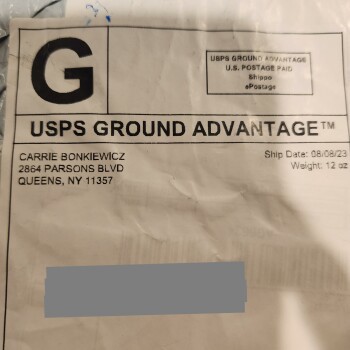 G
USPS GROUND ADVANTAGE
U.S. POSTAGE PAID
Shippo
ePostage
USPS GROUND ADVANTAGE™
CARRIE BONKIEWICZ
2864 PARSONS BLVD
QUEENS, NY 11357
Ship Date: 08/08/23
Weight: 12 oz